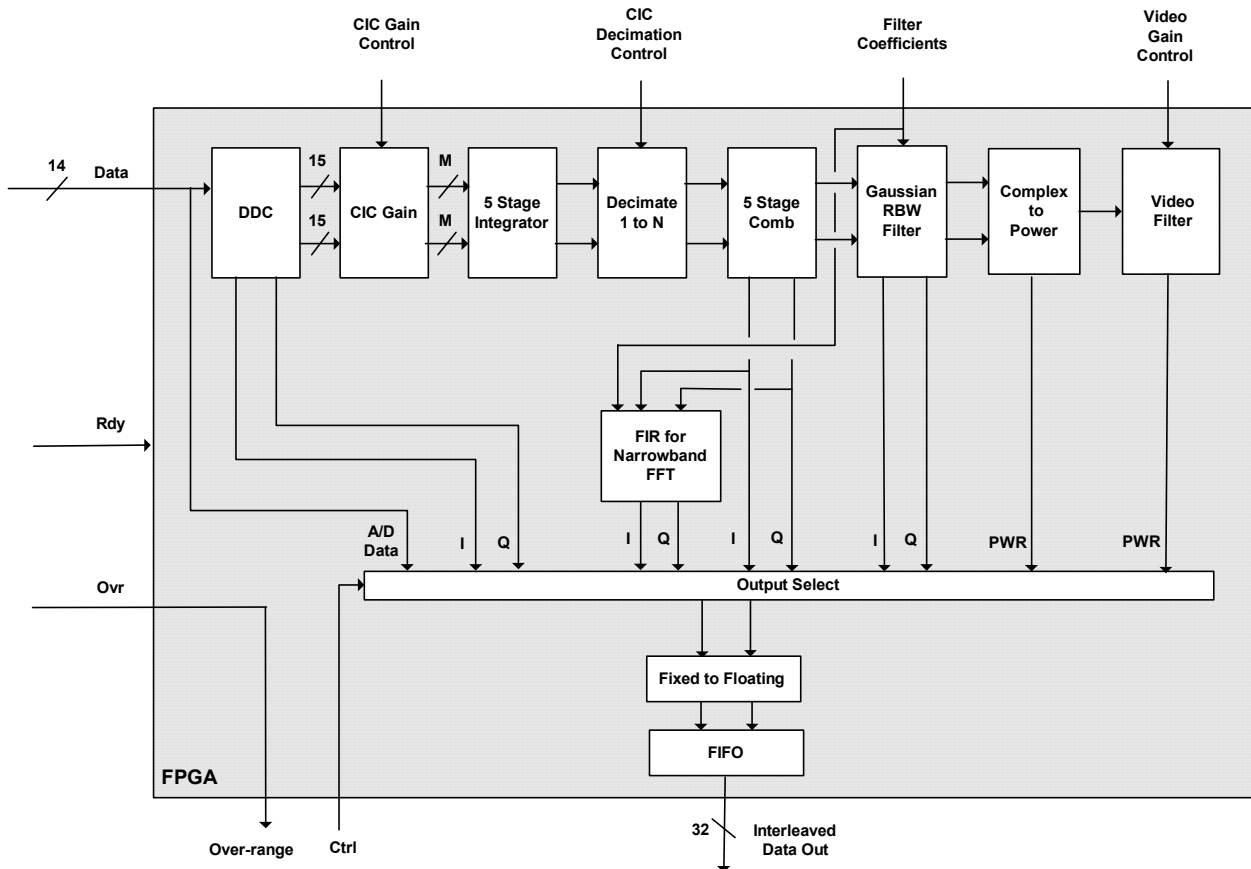 CIC Gain
Control
CIC
Decimation
Control
Filter
Coefficients
Video
Gain
Control
14
Data
DDC
15
15
CIC Gain
M
M
5 Stage
Integrator
Decimate
1 to N
5 Stage
Comb
Gaussian
RBW
Filter
Complex
to
Power
Video
Filter
Rdy
FIR for
Narrowband
FFT
A/D
Data
I
Q
I
Q
I
Q
I
Q
PWR
PWR
Ovr
Output Select
Fixed to Floating
FIFO
FPGA
Over-range
Ctrl
32
Interleaved
Data Out